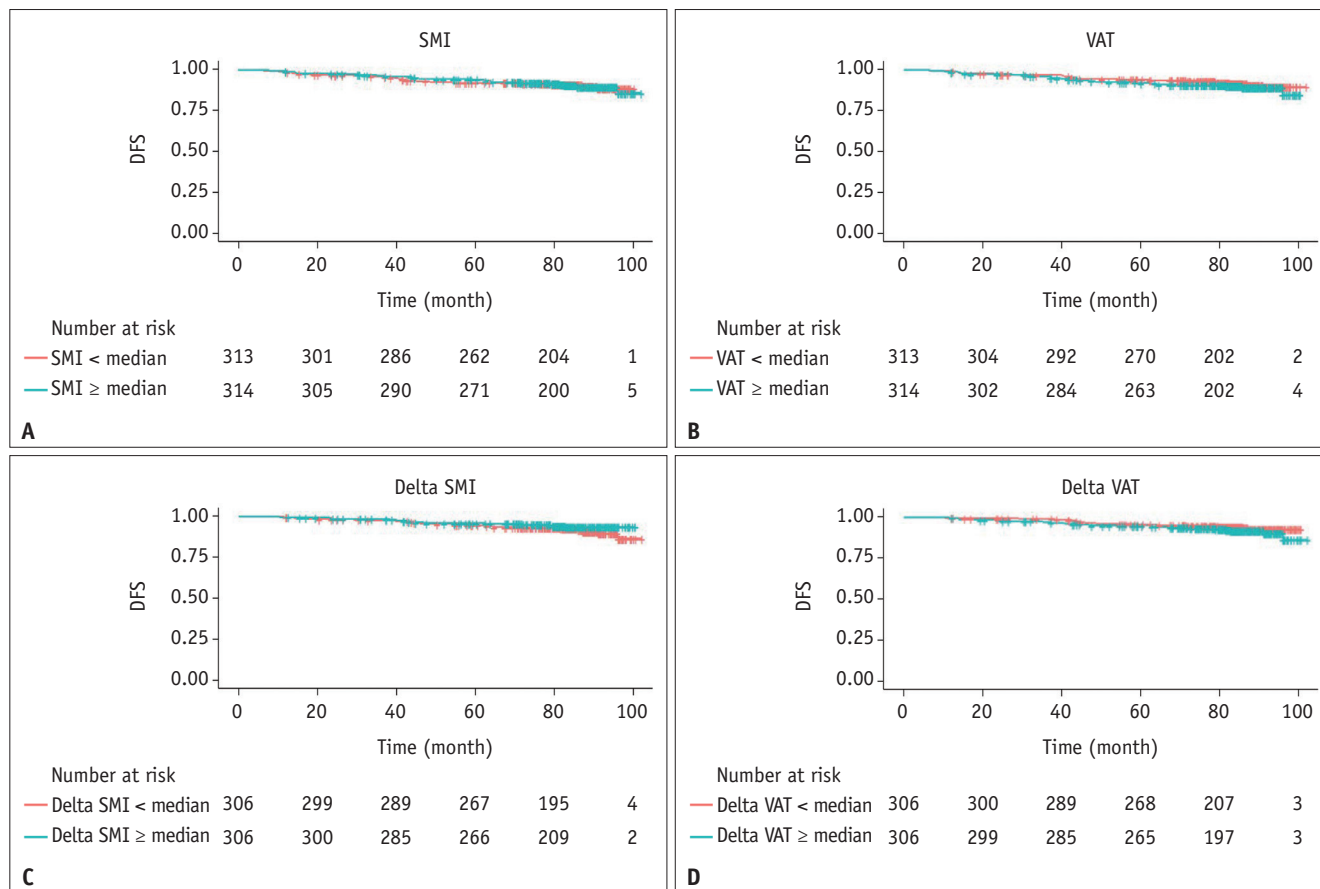 SMI
1.00
0.75
0.50
0.25
0.00
DFS
0 20 40 60 80 100
Time (month)
Number at risk
SMI < median 313 301 286 262 204 1
SMI ≥ median 314 305 290 271 200 5
A
VAT
1.00
0.75
0.50
0.25
0.00
DFS
0 20 40 60 80 100
Time (month)
Number at risk
VAT < median 313 304 292 270 202 2
VAT ≥ median 314 302 284 263 202 4
B
Delta SMI
1.00
0.75
0.50
0.25
0.00
DFS
0 20 40 60 80 100
Time (month)
Number at risk
Delta SMI < median 306 299 289 267 195 4
Delta SMI ≥ median 306 300 285 266 209 2
C
Delta VAT
1.00
0.75
0.50
0.25
0.00
DFS
0 20 40 60 80 100
Time (month)
Number at risk
Delta VAT < median 306 300 289 268 207 3
Delta VAT ≥ median 306 299 285 265 197 3
D